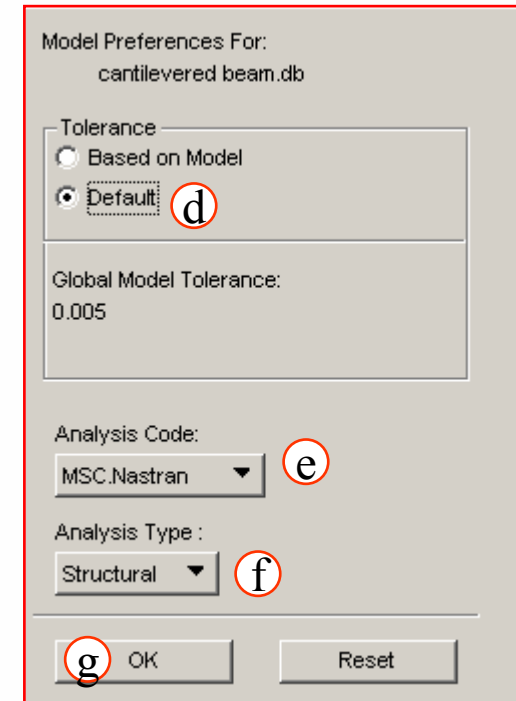 Model Preferences For:
cantilevered beam.db
Tolerance
Based on Model
Default d
Global Model Tolerance:
0.005
Analysis Code:
MSC.Nastran e
Analysis Type :
Structural f
g OK Reset